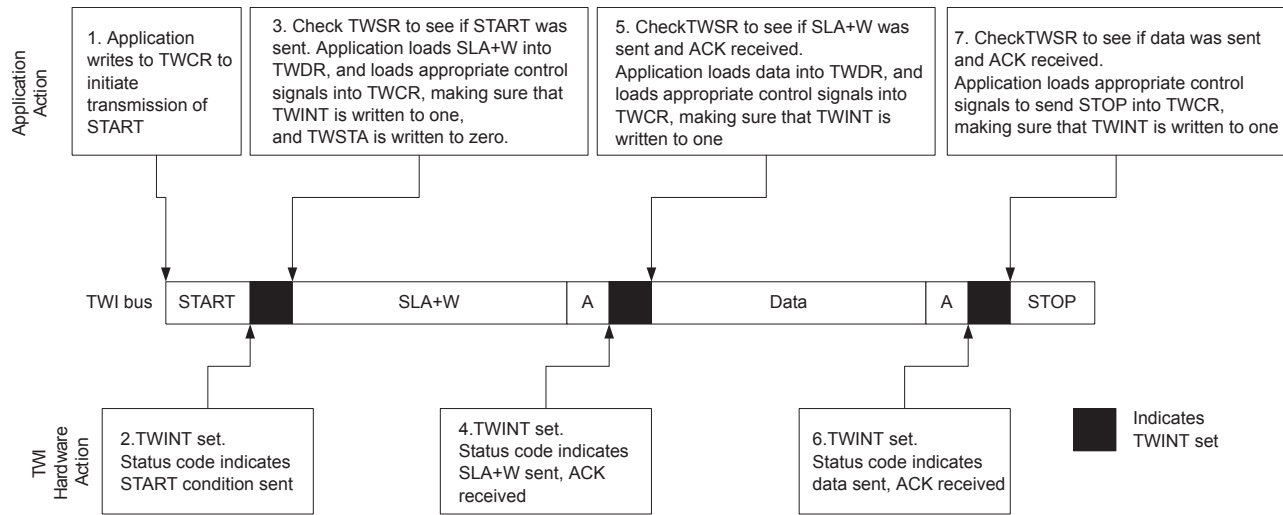 Application
Action
1. Application
writes to TWCR to
initiate
transmission of
START
3. Check TWSR to see if START was
sent. Application loads SLA+W into
TWDR, and loads appropriate control
signals into TWCR, making sure that
TWINT is written to one,
and TWSTA is written to zero.
5. CheckTWSR to see if SLA+W was
sent and ACK received.
Application loads data into TWDR, and
loads appropriate control signals into
TWCR, making sure that TWINT is
written to one
7. CheckTWSR to see if data was sent
and ACK received.
Application loads appropriate control
signals to send STOP into TWCR,
making sure that TWINT is written to one
TWI bus
START
SLA+W
A
Data
A
STOP
TWI
Hardware
Action
2.TWINT set.
Status code indicates
START condition sent
4.TWINT set.
Status code indicates
SLA+W sent, ACK
received
6.TWINT set.
Status code indicates
data sent, ACK received
Indicates
TWINT set